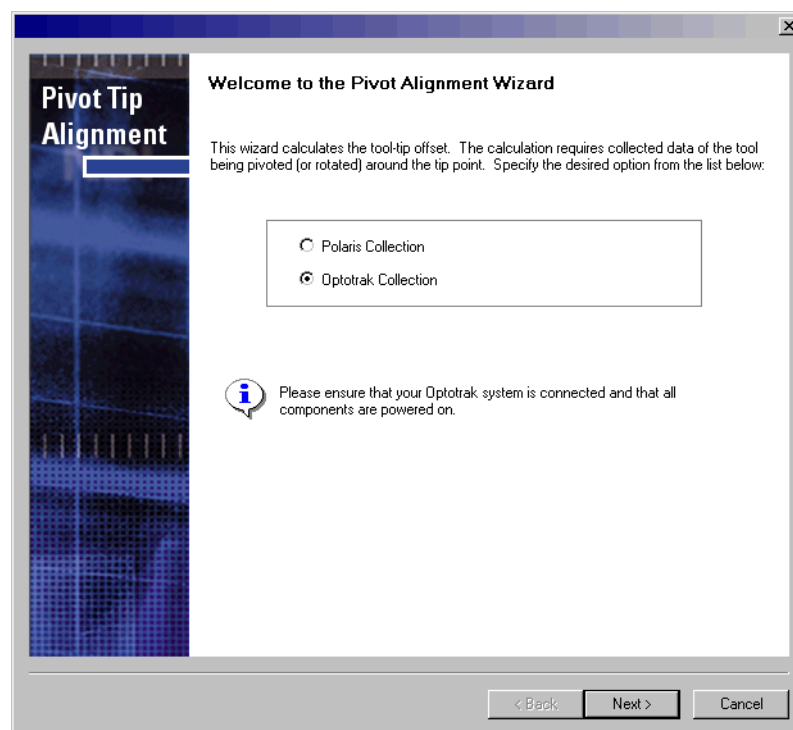 Pivot Tip
Alignment
Welcome to the Pivot Alignment Wizard
This wizard calculates the tool-tip offset. The calculation requires collected data of the tool
being pivoted (or rotated) around the tip point. Specify the desired option from the list below:
Polaris Collection
Optotrak Collection
Please ensure that your Optotrak system is connected and that all
components are powered on.
< Back
Next >
Cancel